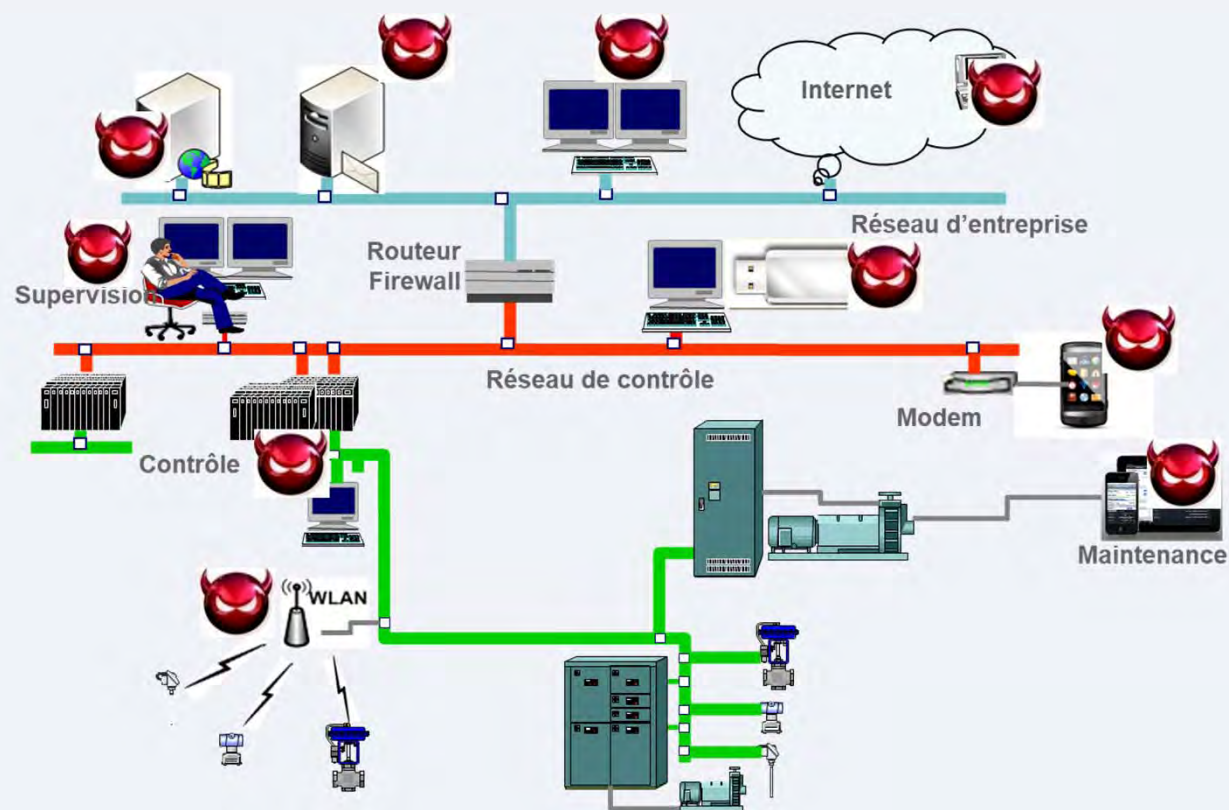 Internet
Réseau d'entreprise
Routeur
Firewall
Supervision
Réseau de contrôle
Modem
Contrôle
Maintenance
WLAN